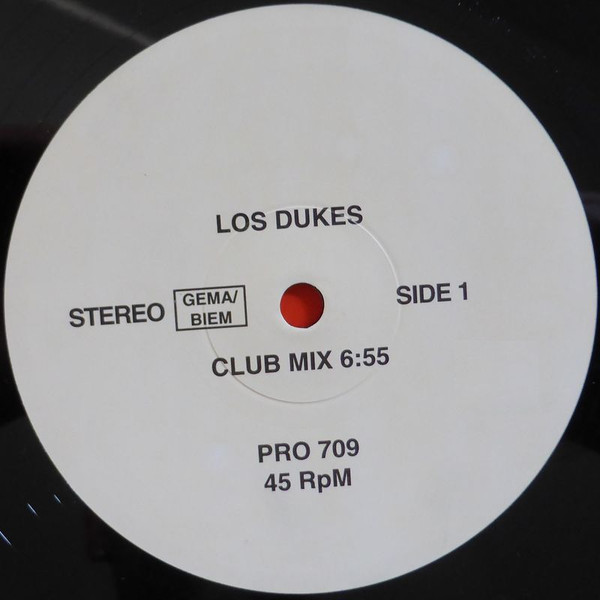 LOS DUKES
STEREO
GEMA/
BIEM
SIDE 1
CLUB MIX 6:55
PRO 709
45 RpM